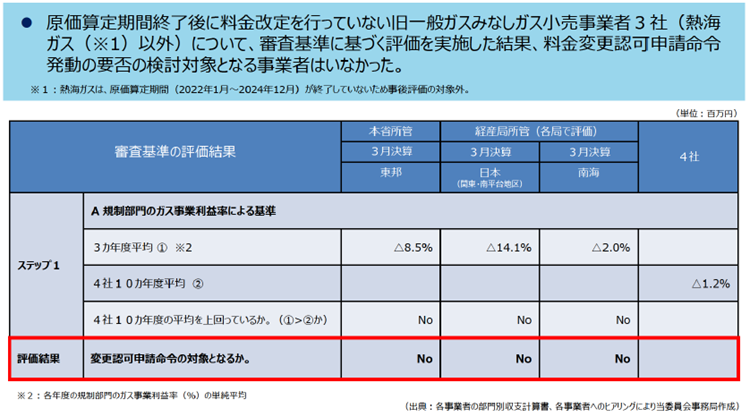 ● 原価算定期間終了後に料金改定を行っていない旧一般ガスみなしガス小売事業者３社（熱海
ガス（※1）以外）について、審査基準に基づく評価を実施した結果、料金変更認可申請命令
発動の要否の検討対象となる事業者はいなかった。
※１：熱海ガスは、原価算定期間（2022年1月～2024年12月）が終了していないため事後評価の対象外。
（単位：百万円）
審査基準の評価結果
本省所管
経産局所管（各局で評価）
４社
３月決算
３月決算
３月決算
東邦
日本
（関東・南平台地区）
南海
ステップ１
A 規制部門のガス事業利益率による基準
３カ年度平均 ① ※2
△8.5%
△14.1%
△2.0%
４社１０カ年度平均 ②
△1.2%
４社１０カ年度の平均を上回っているか。（①>②か）
No
No
No
評価結果
変更認可申請命令の対象となるか。
No
No
No
※２：各年度の規制部門のガス事業利益率（％）の単純平均
（出典：各事業者の部門別収支計算書、各事業者へのヒアリングにより当委員会事務局作成）